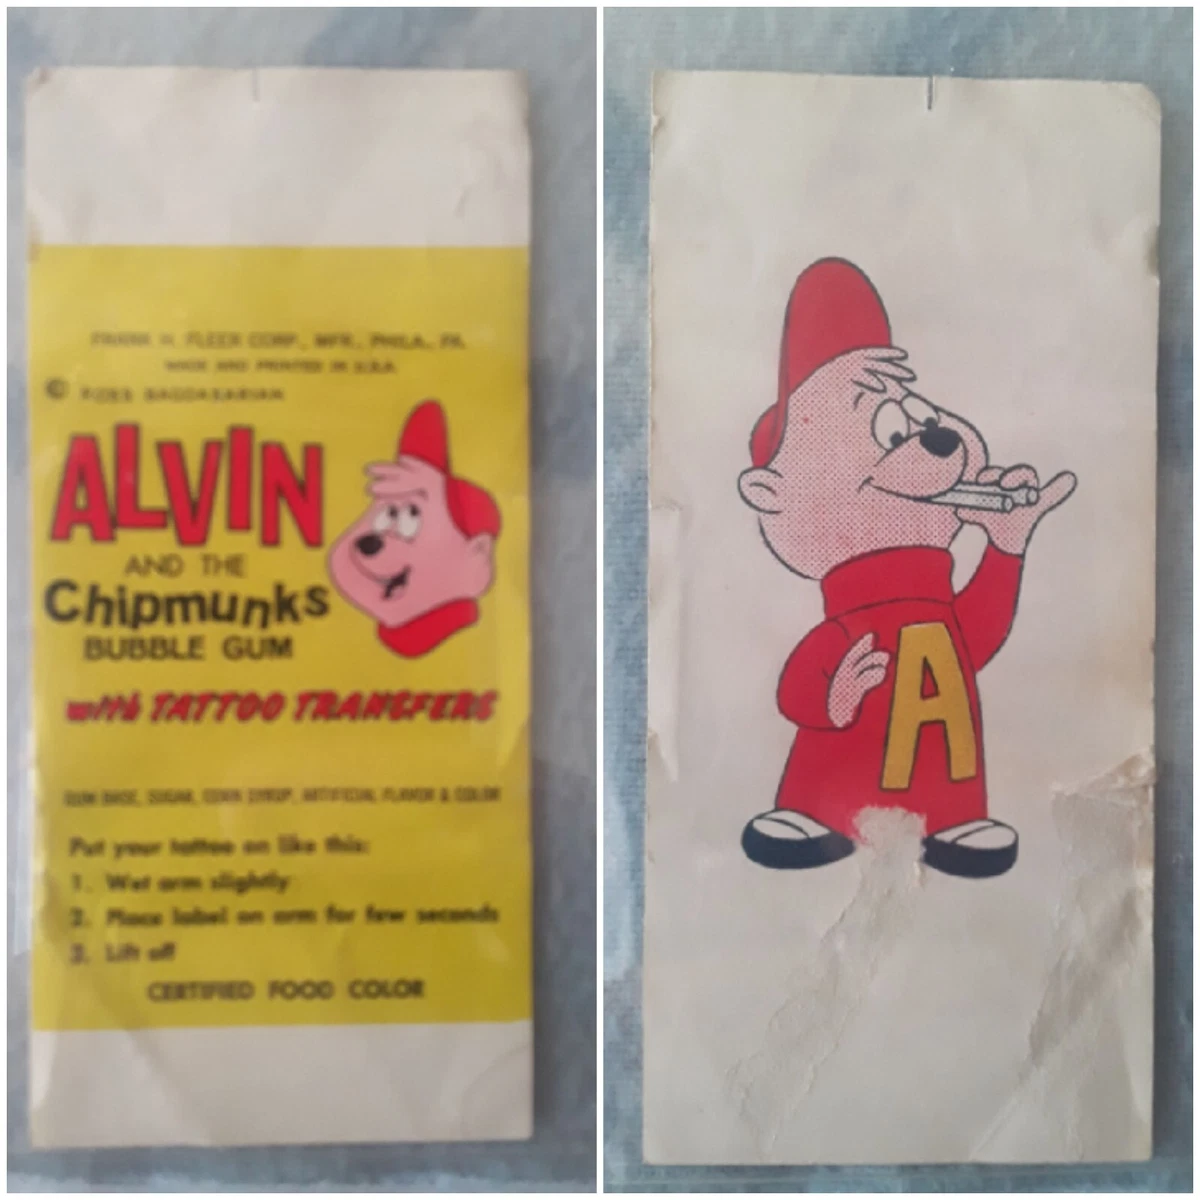 FRANK H. FLEER CORP., MFR., PHILA., PA.
MADE AND PRINTED IN U.S.A.
© ROSS BAGDASARIAN
ALVIN
AND THE
Chipmunks
BUBBLE GUM
with TATTOO TRANSFERS
GUM BASE, SUGAR, CORN SYRUP, ARTIFICIAL FLAVOR & COLOR
Put your tattoo on like this:
1. Wet arm slightly
2. Place label on arm for few seconds
3. Lift off
CERTIFIED FOOD COLOR
A